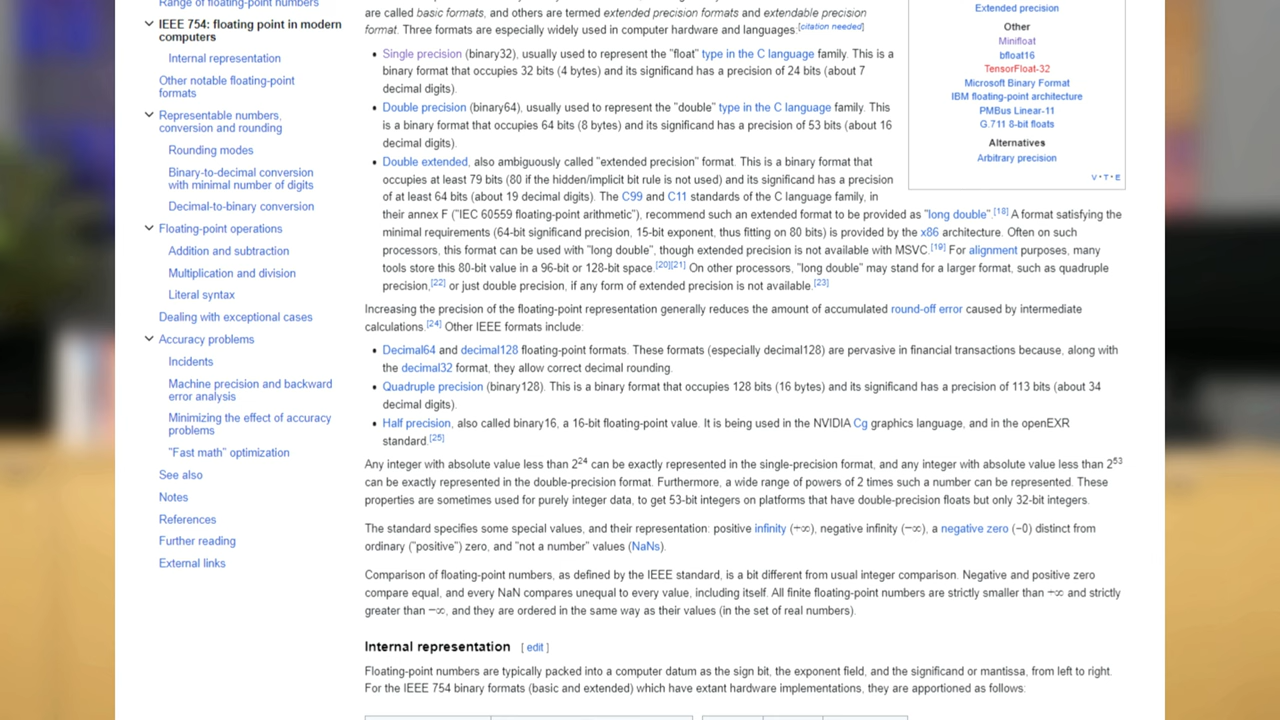 Range of floating-point numbers
IEEE 754: floating point in modern
computers
Internal representation
Other notable floating-point
formats
Representable numbers,
conversion and rounding
Rounding modes
Binary-to-decimal conversion
with minimal number of digits
Decimal-to-binary conversion
Floating-point operations
Addition and subtraction
Multiplication and division
Literal syntax
Dealing with exceptional cases
Accuracy problems
Incidents
Machine precision and backward
error analysis
Minimizing the effect of accuracy
problems
"Fast math" optimization
See also
Notes
References
Further reading
External links
are called basic formats, and others are termed extended precision formats and extendable precision
format. Three formats are especially widely used in computer hardware and languages:[citation needed]
• Single precision (binary32), usually used to represent the "float" type in the C language family. This is a
binary format that occupies 32 bits (4 bytes) and its significand has a precision of 24 bits (about 7
decimal digits).
• Double precision (binary64), usually used to represent the "double" type in the C language family. This
is a binary format that occupies 64 bits (8 bytes) and its significand has a precision of 53 bits (about 16
decimal digits).
• Double extended, also ambiguously called "extended precision" format. This is a binary format that
occupies at least 79 bits (80 if the hidden/implicit bit rule is not used) and its significand has a precision
of at least 64 bits (about 19 decimal digits). The C99 and C11 standards of the C language family, in
their annex F ("IEC 60559 floating-point arithmetic"), recommend such an extended format to be provided as "long double".[18] A format satisfying the
minimal requirements (64-bit significand precision, 15-bit exponent, thus fitting on 80 bits) is provided by the x86 architecture. Often on such
processors, this format can be used with "long double", though extended precision is not available with MSVC.[19] For alignment purposes, many
tools store this 80-bit value in a 96-bit or 128-bit space.[20][21] On other processors, "long double" may stand for a larger format, such as quadruple
precision,[22] or just double precision, if any form of extended precision is not available.[23]
Increasing the precision of the floating-point representation generally reduces the amount of accumulated round-off error caused by intermediate
calculations.[24] Other IEEE formats include:
• Decimal64 and decimal128 floating-point formats. These formats (especially decimal128) are pervasive in financial transactions because, along with
the decimal32 format, they allow correct decimal rounding.
• Quadruple precision (binary128). This is a binary format that occupies 128 bits (16 bytes) and its significand has a precision of 113 bits (about 34
decimal digits).
• Half precision, also called binary16, a 16-bit floating-point value. It is being used in the NVIDIA Cg graphics language, and in the openEXR
standard.[25]
Any integer with absolute value less than 2²⁴ can be exactly represented in the single-precision format, and any integer with absolute value less than 2⁵³
can be exactly represented in the double-precision format. Furthermore, a wide range of powers of 2 times such a number can be represented. These
properties are sometimes used for purely integer data, to get 53-bit integers on platforms that have double-precision floats but only 32-bit integers.
The standard specifies some special values, and their representation: positive infinity (+∞), negative infinity (−∞), a negative zero (−0) distinct from
ordinary ("positive") zero, and "not a number" values (NaNs).
Comparison of floating-point numbers, as defined by the IEEE standard, is a bit different from usual integer comparison. Negative and positive zero
compare equal, and every NaN compares unequal to every value, including itself. All finite floating-point numbers are strictly smaller than +∞ and strictly
greater than −∞, and they are ordered in the same way as their values (in the set of real numbers).
Internal representation [ edit ]
Floating-point numbers are typically packed into a computer datum as the sign bit, the exponent field, and the significand or mantissa, from left to right.
For the IEEE 754 binary formats (basic and extended) which have extant hardware implementations, they are apportioned as follows:
Extended precision
Other
Minifloat
bfloat16
TensorFloat-32
Microsoft Binary Format
IBM floating-point architecture
PMBus Linear-11
G.711 8-bit floats
Alternatives
Arbitrary precision
V·T·E